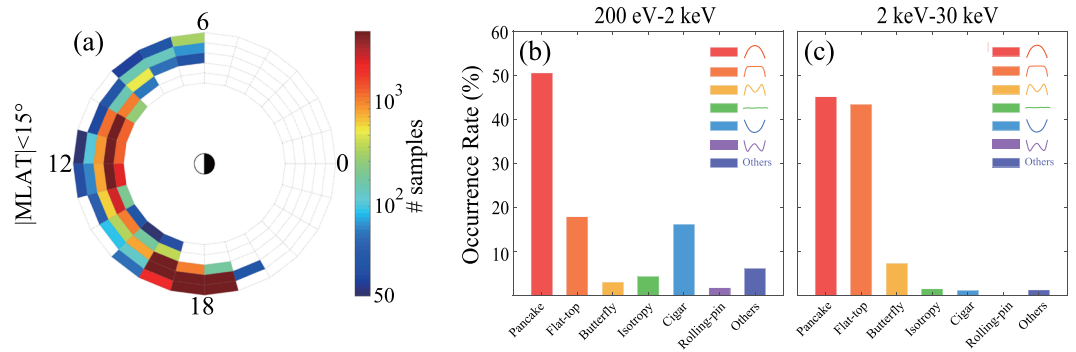 200 eV-2 keV
2 keV-30 keV
(a)
6
12
0
18
|MLAT|<15°
10³
10²
50
# samples
(b)
60
50
40
30
20
10
Occurrence Rate (%)
Others
Pancake
Flat-top
Butterfly
Isotropy
Cigar
Rolling-pin
Others
(c)
Others
Pancake
Flat-top
Butterfly
Isotropy
Cigar
Rolling-pin
Others